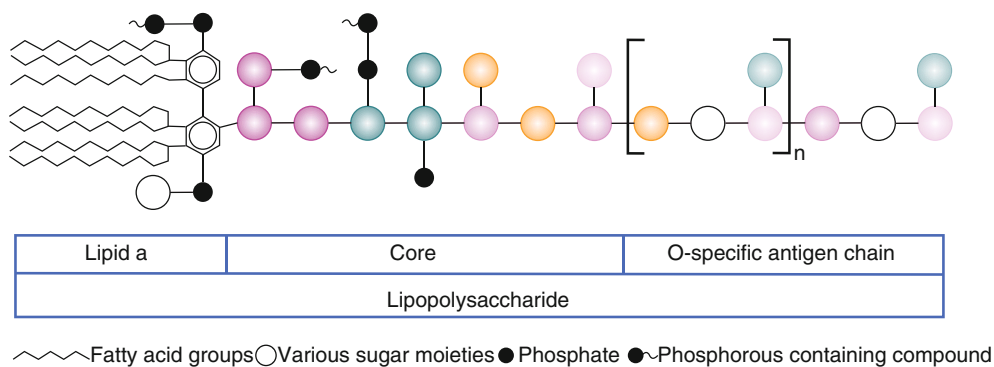 n
Lipid a Core O-specific antigen chain
Lipopolysaccharide
Fatty acid groups Various sugar moieties Phosphate Phosphorous containing compound